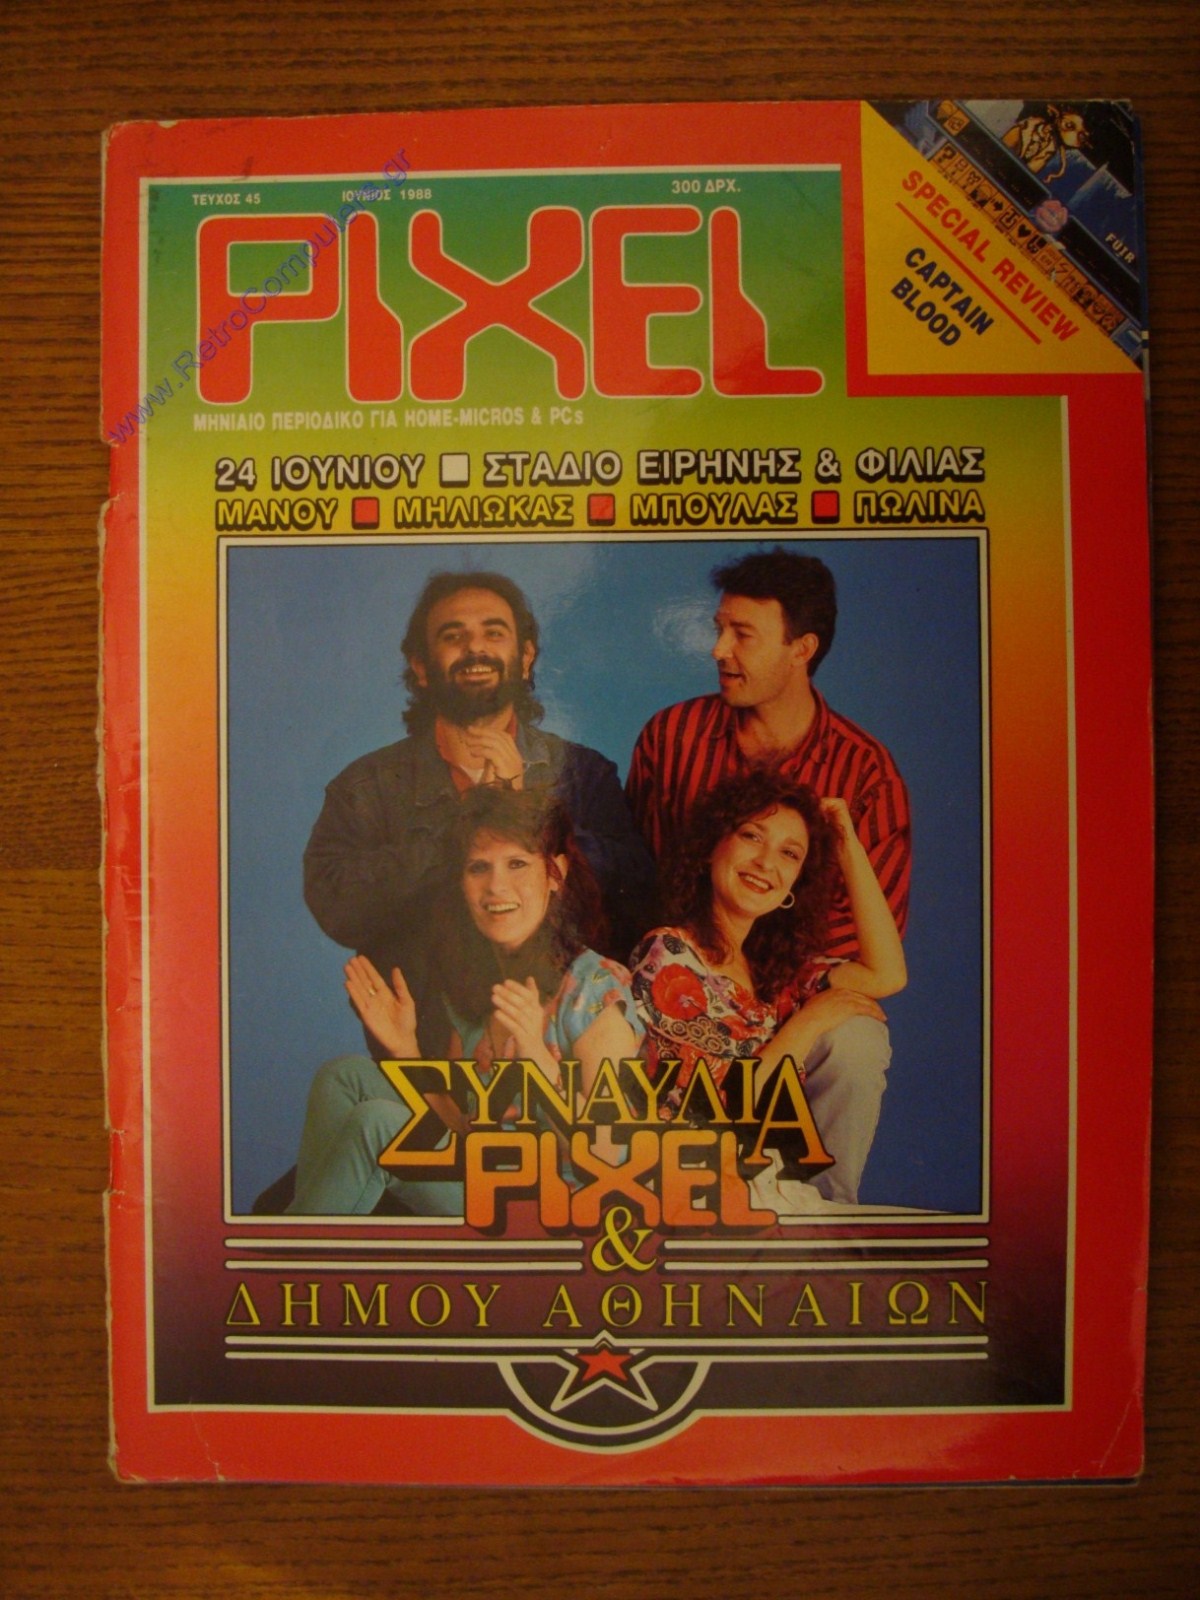 ΤΕΥΧΟΣ 45 ΙΟΥΝΙΟΣ 1988 300 ΔΡΧ.
PIXEL
ΜΗΝΙΑΙΟ ΠΕΡΙΟΔΙΚΟ ΓΙΑ HOME-MICROS & PCs
SPECIAL REVIEW
CAPTAIN
BLOOD
FUJR
www.RetroComputers.gr
24 ΙΟΥΝΙΟΥ ΣΤΑΔΙΟ ΕΙΡΗΝΗΣ & ΦΙΛΙΑΣ
ΜΑΝΟΥ ΜΗΛΙΩΚΑΣ ΜΠΟΥΛΑΣ ΠΩΛΙΝΑ
ΣΥΝΑΥΛΙΑ
PIXEL
&
ΔΗΜΟΥ ΑΘΗΝΑΙΩΝ